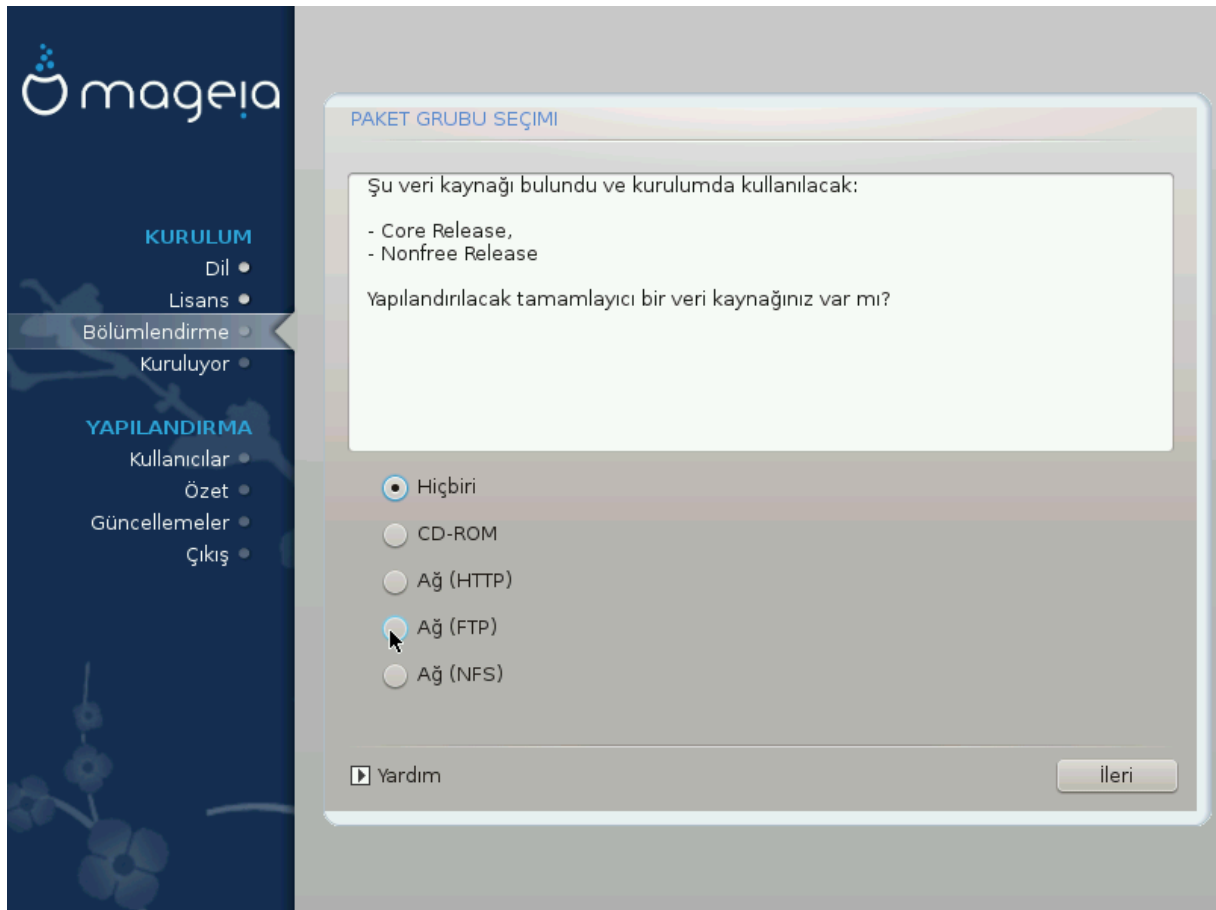 mageia
KURULUM
Dil
Lisans
Bölümlendirme
Kuruluyor
YAPILANDIRMA
Kullanıcılar
Özet
Güncellemeler
Çıkış
PAKET GRUBU SEÇIMI
Şu veri kaynağı bulundu ve kurulumda kullanılacak:
- Core Release,
- Nonfree Release
Yapılandırılacak tamamlayıcı bir veri kaynağınız var mı?
Hiçbiri
CD-ROM
Ağ (HTTP)
Ağ (FTP)
Ağ (NFS)
Yardım
İleri